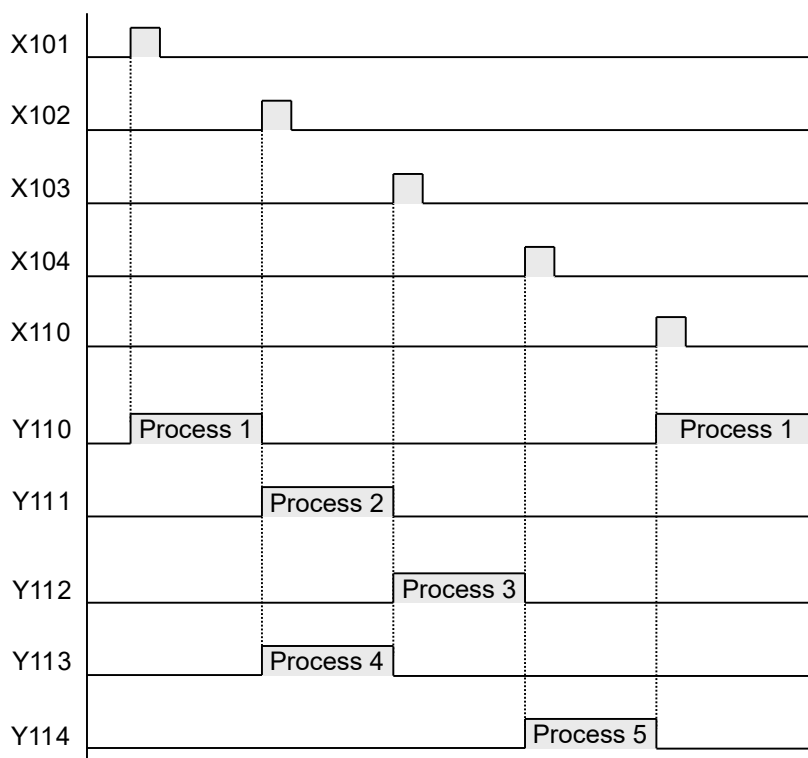 X101
X102
X103
X104
X110
Y110 Process 1 Process 1
Y111 Process 2
Y112 Process 3
Y113 Process 4
Y114 Process 5